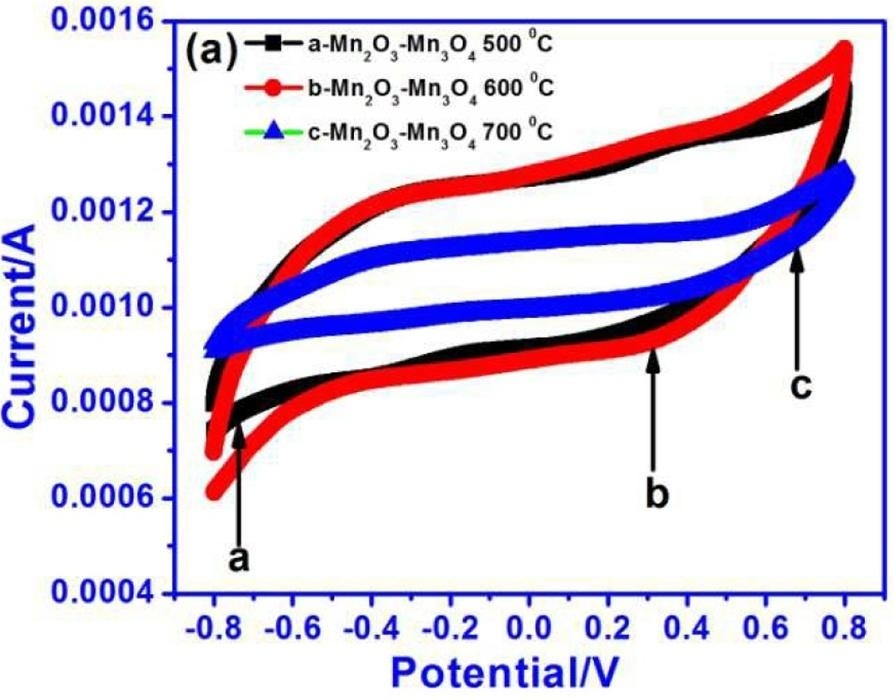 (a)
a-Mn₂O₃-Mn₃O₄ 500 ⁰C
b-Mn₂O₃-Mn₃O₄ 600 ⁰C
c-Mn₂O₃-Mn₃O₄ 700 ⁰C
0.0016
0.0014
0.0012
0.0010
0.0008
0.0006
0.0004
Current/A
a
b
c
-0.8 -0.6 -0.4 -0.2 0.0 0.2 0.4 0.6 0.8
Potential/V